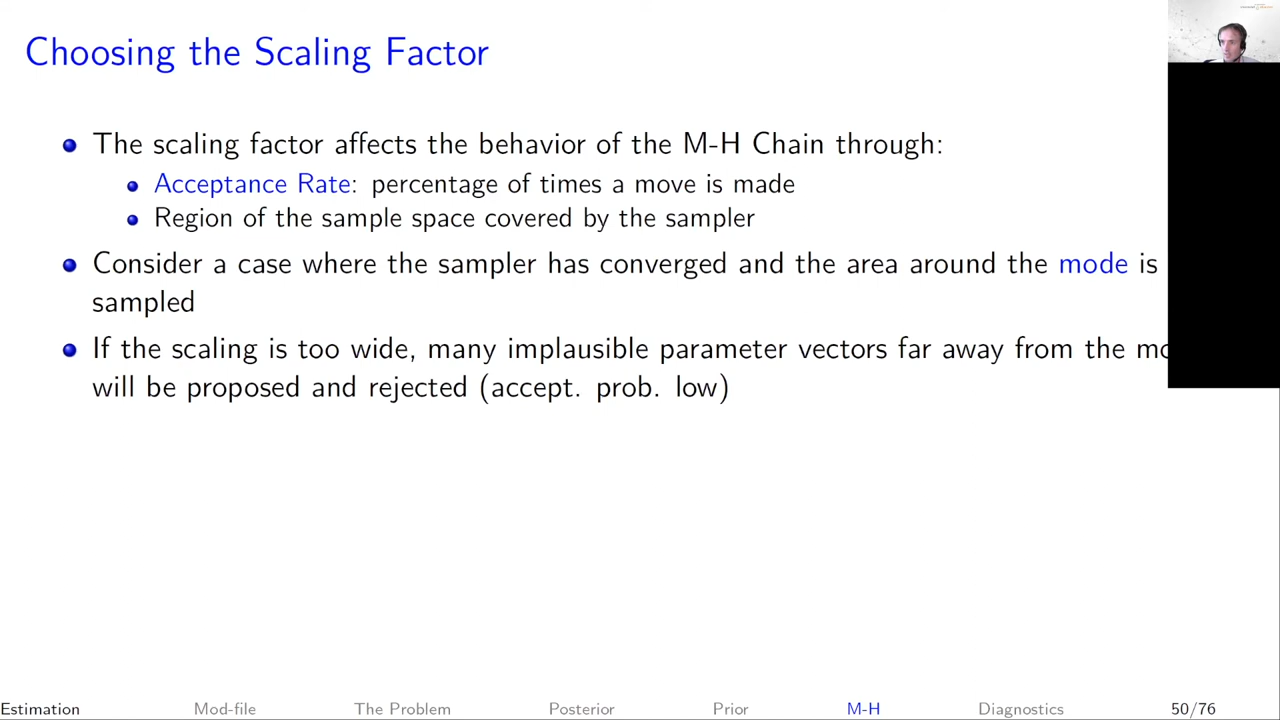 Choosing the Scaling Factor
The scaling factor affects the behavior of the M-H Chain through:
Acceptance Rate: percentage of times a move is made
Region of the sample space covered by the sampler
Consider a case where the sampler has converged and the area around the mode is
sampled
If the scaling is too wide, many implausible parameter vectors far away from the
will be proposed and rejected (accept. prob. low)
Estimation Mod-file The Problem Posterior Prior M-H Diagnostics 50/76